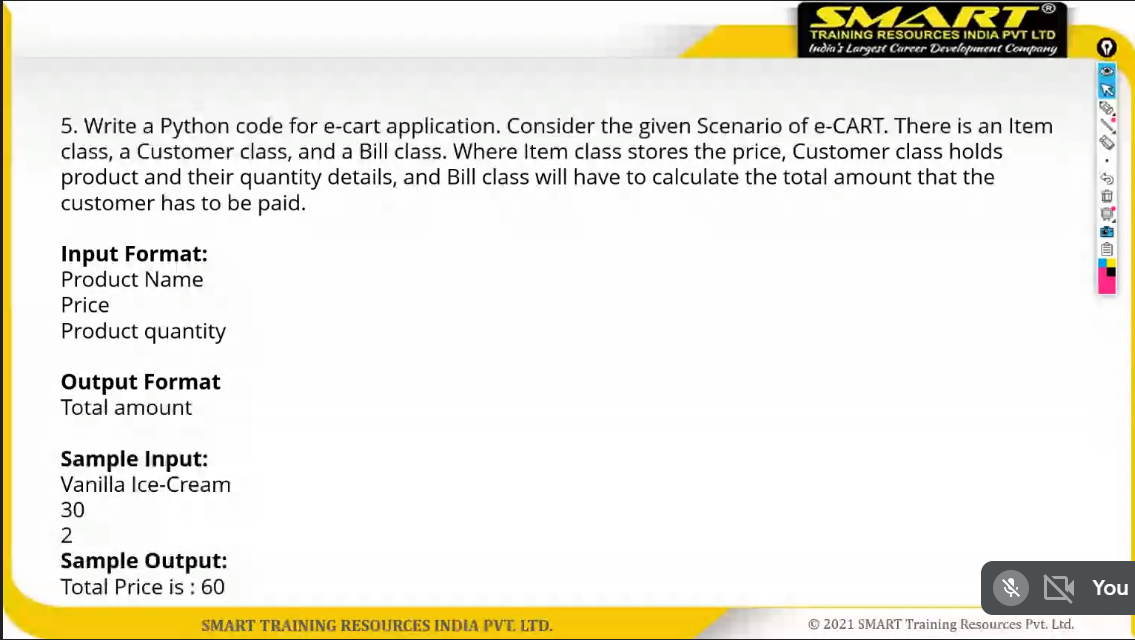 SMART®
TRAINING RESOURCES INDIA PVT LTD
India's Largest Career Development Company
5. Write a Python code for e-cart application. Consider the given Scenario of e-CART. There is an Item
class, a Customer class, and a Bill class. Where Item class stores the price, Customer class holds
product and their quantity details, and Bill class will have to calculate the total amount that the
customer has to be paid.
Input Format:
Product Name
Price
Product quantity
Output Format
Total amount
Sample Input:
Vanilla Ice-Cream
30
2
Sample Output:
Total Price is : 60
You
SMART TRAINING RESOURCES INDIA PVT. LTD.
© 2021 SMART Training Resources Pvt. Ltd.